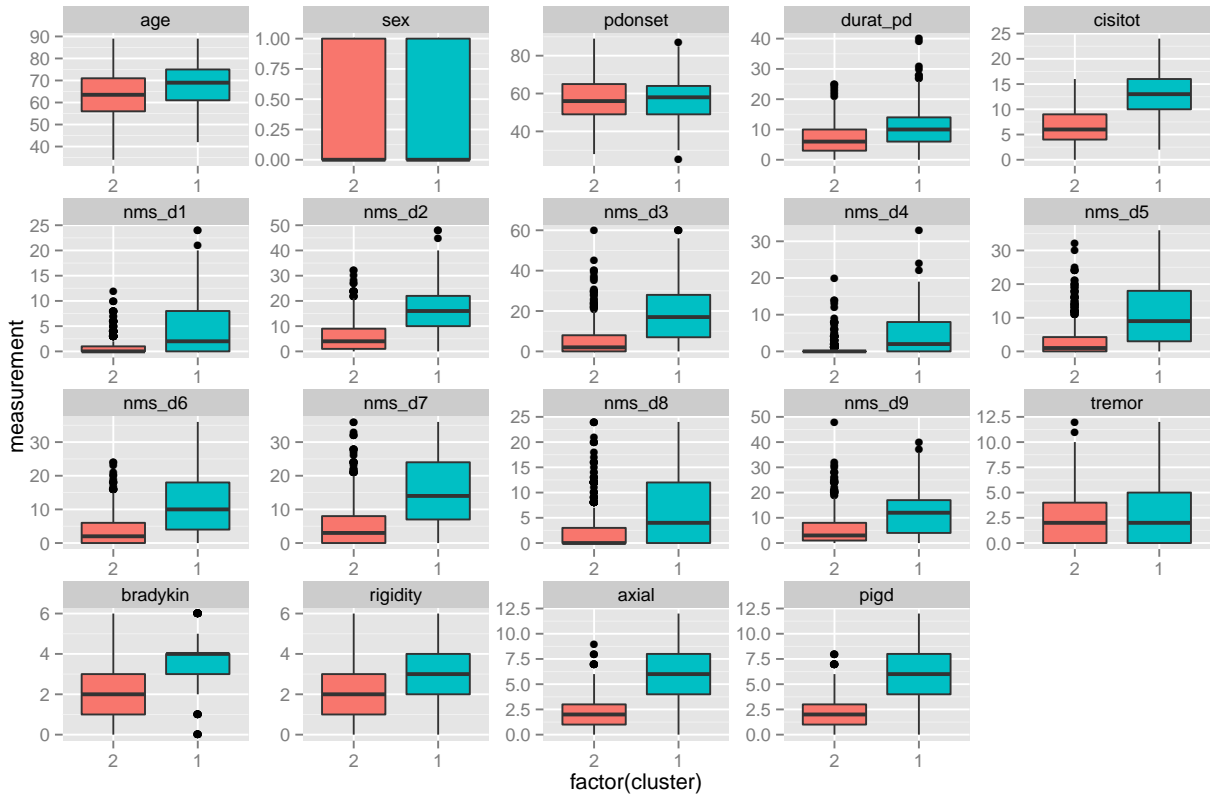 age sex pdonset durat_pd cisitot
90 80 70 60 50 40
1.00 0.75 0.50 0.25 0.00
80 60 40
40 30 20 10 0
25 20 15 10 5 0
2 1 2 1 2 1 2 1 2 1
nms_d1 nms_d2 nms_d3 nms_d4 nms_d5
25 20 15 10 5 0
50 40 30 20 10 0
60 40 20 0
30 20 10 0
30 20 10 0
2 1 2 1 2 1 2 1 2 1
measurement
nms_d6 nms_d7 nms_d8 nms_d9 tremor
30 20 10 0
30 20 10 0
25 20 15 10 5 0
50 40 30 20 10 0
12.5 10.0 7.5 5.0 2.5 0.0
2 1 2 1 2 1 2 1 2 1
bradykin rigidity axial pigd
6 4 2 0
6 4 2 0
12.5 10.0 7.5 5.0 2.5 0.0
12.5 10.0 7.5 5.0 2.5 0.0
2 1 2 1 2 1 2 1
factor(cluster)